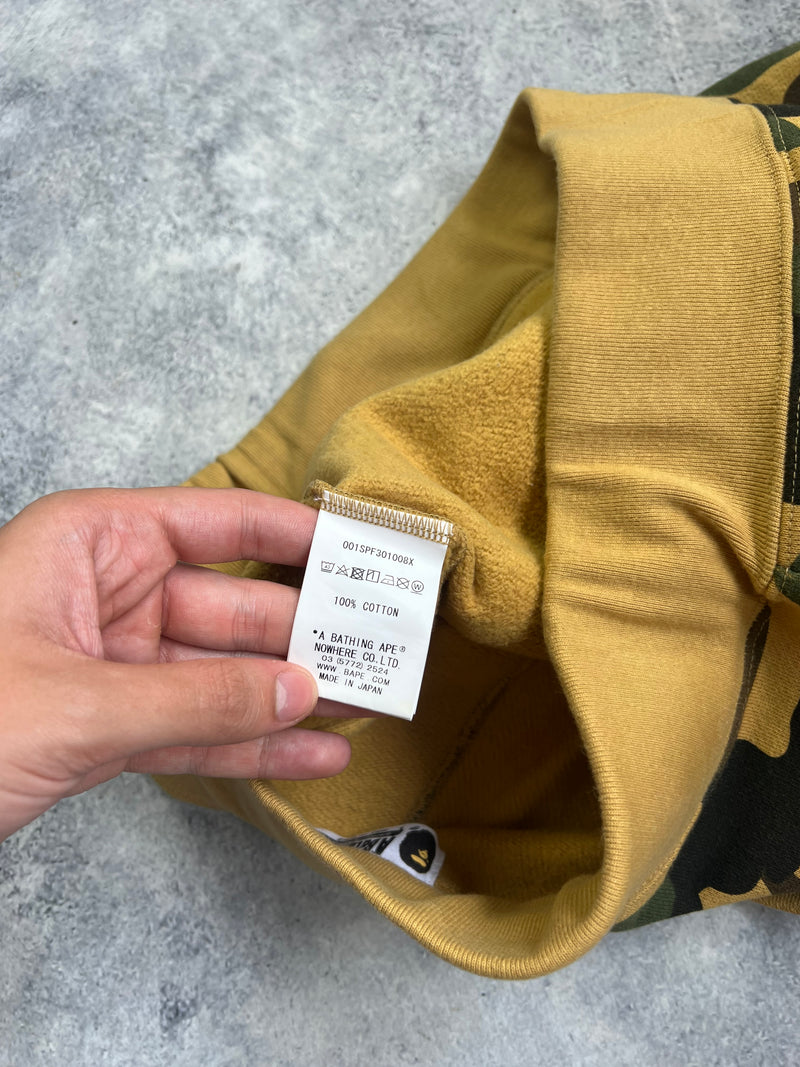 001SPF301008X
100% COTTON
*A BATHING APE®
NOWHERE CO.,LTD.
03 (5772) 2524
WWW. BAPE. COM
MADE IN JAPAN